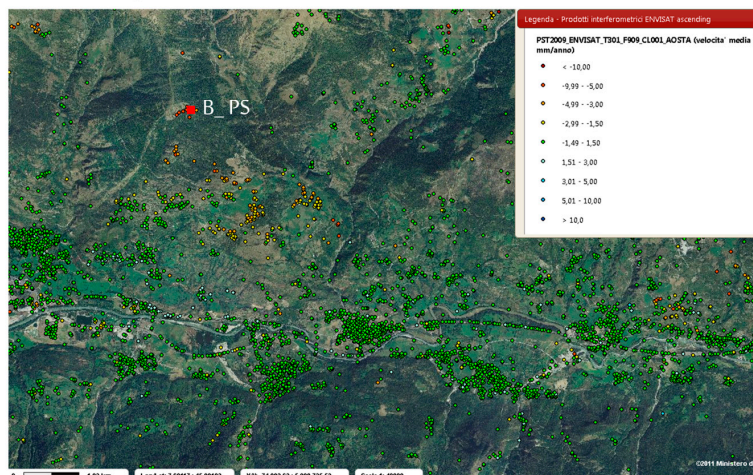 Legenda - Prodotti interferometrici ENVISAT ascending
PST2009_ENVISAT_T301_F909_CL001_AOSTA (velocita' media
mm/anno)
< -10,00
-9,99 - -5,00
-4,99 - -3,00
-2,99 - -1,50
-1,49 - 1,50
1,51 - 3,00
3,01 - 5,00
5,01 - 10,00
> 10,0
B_PS
©2011 Ministero